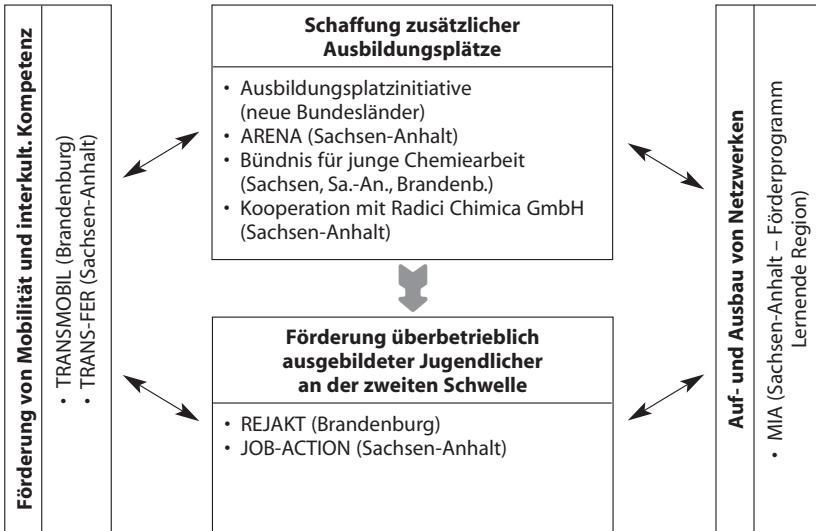 Förderung von Mobilität und interkult. Kompetenz
• TRANSMOBIL (Brandenburg)
• TRANS-FER (Sachsen-Anhalt)
Schaffung zusätzlicher
Ausbildungsplätze
• Ausbildungsplatzinitiative
(neue Bundesländer)
• ARENA (Sachsen-Anhalt)
• Bündnis für junge Chemiearbeit
(Sachsen, Sa.-An., Brandenb.)
• Kooperation mit Radici Chimica GmbH
(Sachsen-Anhalt)
Förderung überbetrieblich
ausgebildeter Jugendlicher
an der zweiten Schwelle
• REJAKT (Brandenburg)
• JOB-ACTION (Sachsen-Anhalt)
Auf- und Ausbau von Netzwerken
• MIA (Sachsen-Anhalt – Förderprogramm
Lernende Region)